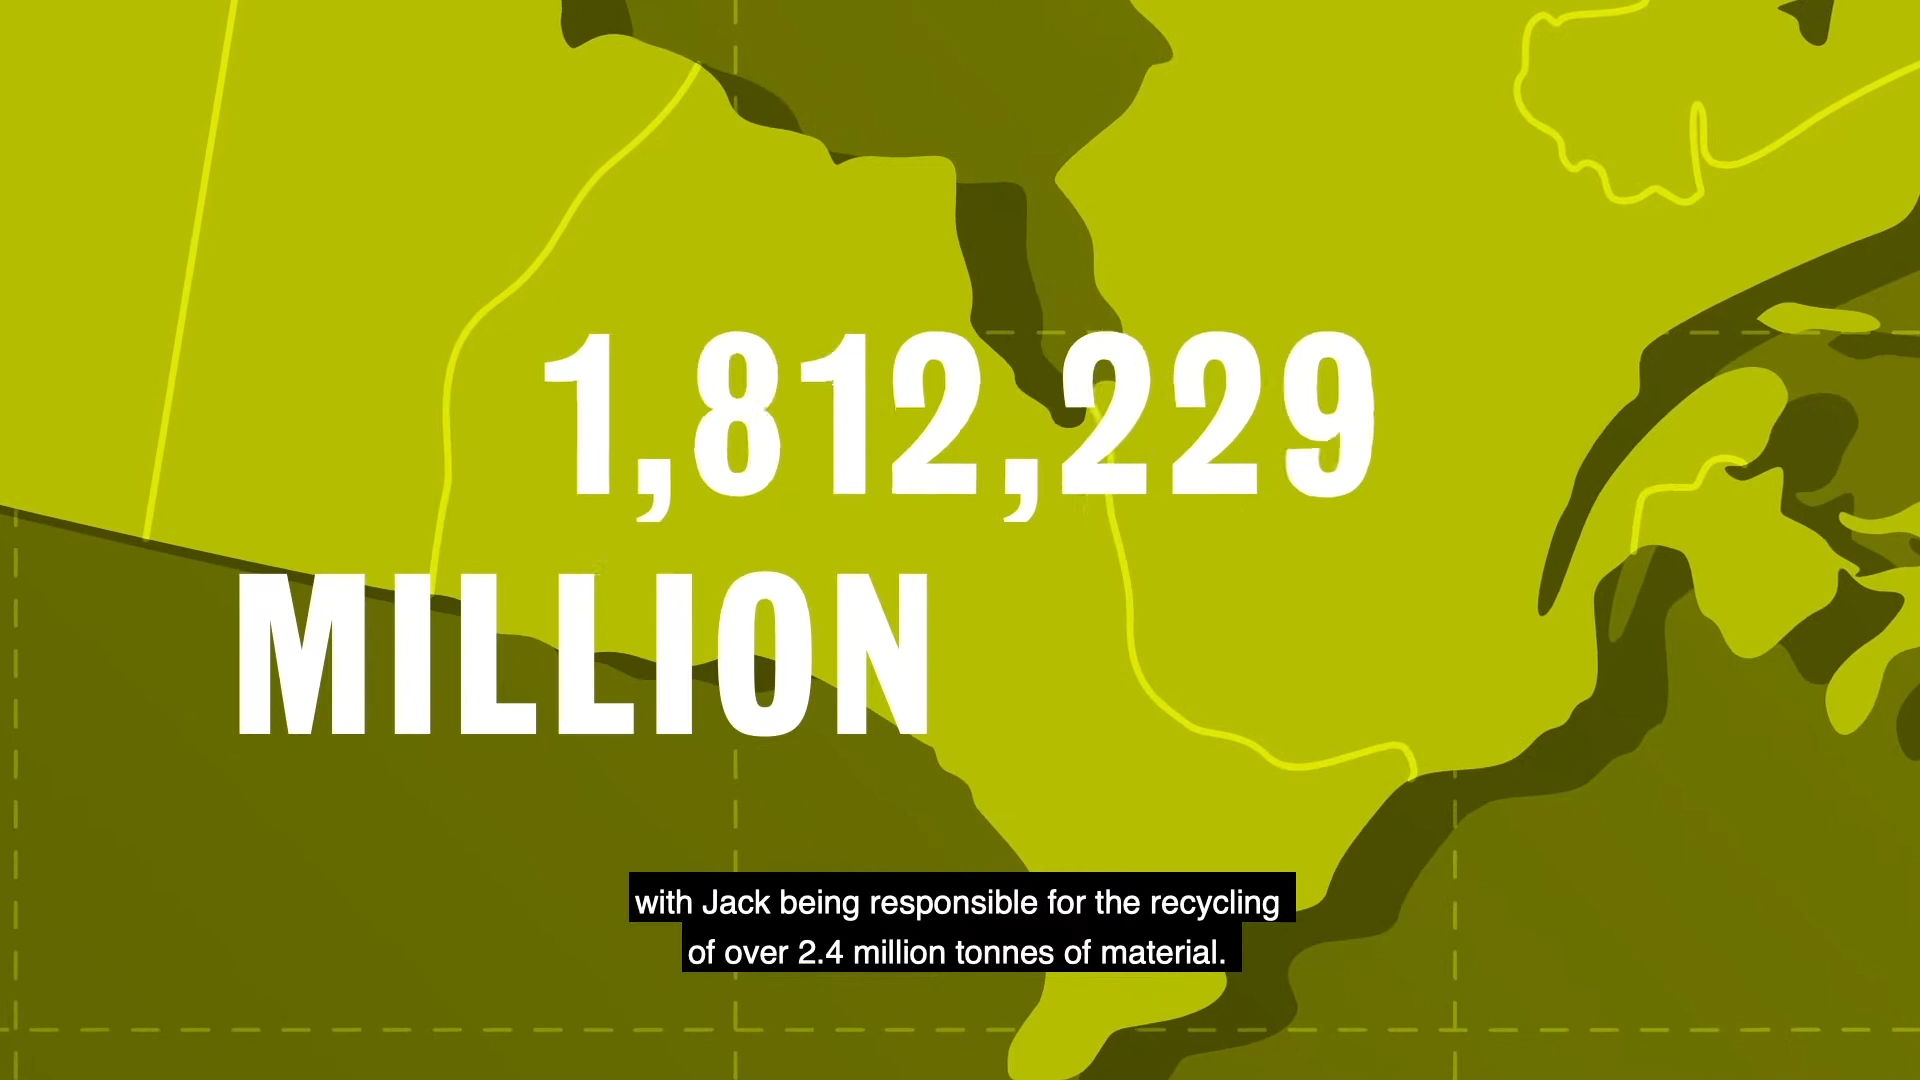 1,812,229
MILLION
with Jack being responsible for the recycling
of over 2.4 million tonnes of material.